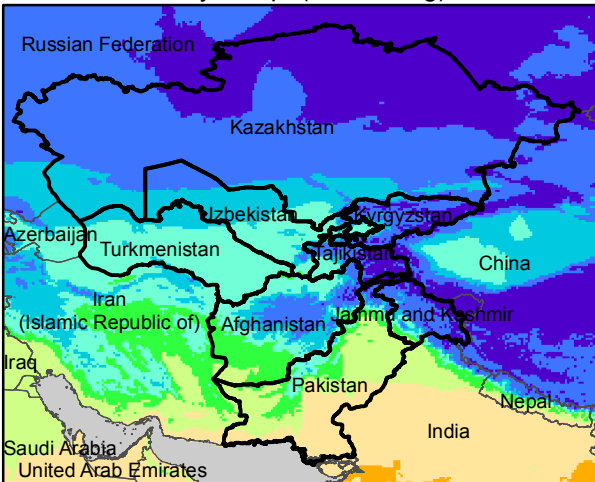 Russian Federation
Kazakhstan
Uzbekistan
Kyrgyzstan
Azerbaijan
Turkmenistan
Tajikistan
China
Iran
(Islamic Republic of)
Afghanistan
Jammu and Kashmir
Iraq
Pakistan
Nepal
India
Saudi Arabia
United Arab Emirates